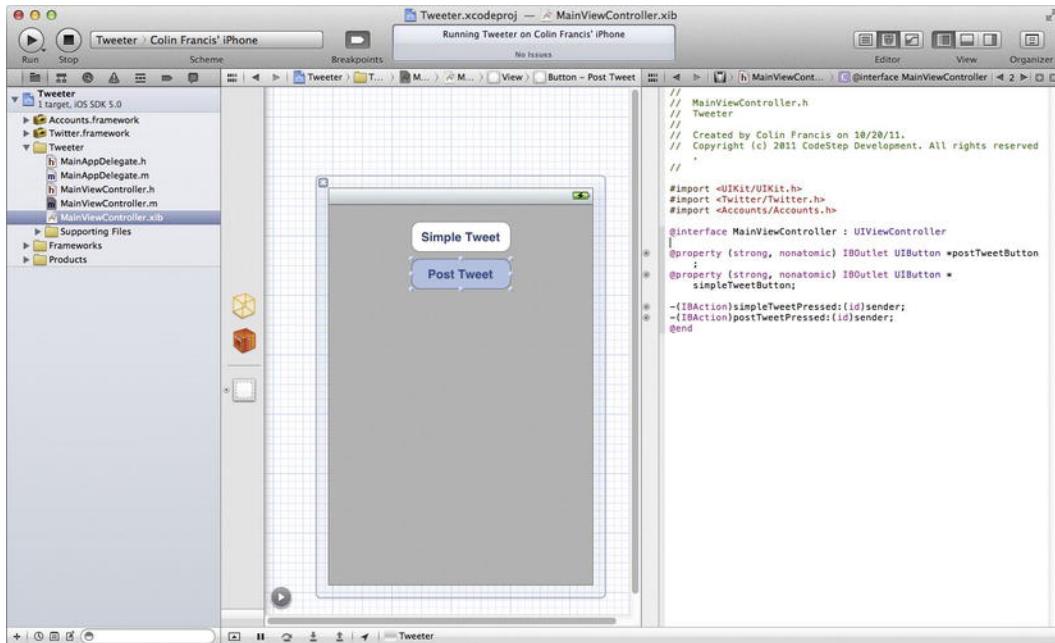 Tweeter.xcodeproj — MainViewController.xib
Tweeter Colin Francis' iPhone
Running Tweeter on Colin Francis' iPhone
No Issues
Run Stop Scheme Breakpoints Editor View Organizer
Tweeter T... M... M... View Button - Post Tweet
MainViewCont... @interface MainViewController 2
Tweeter
1 target, iOS SDK 5.0
Accounts.framework
Twitter.framework
Tweeter
MainAppDelegate.h
MainAppDelegate.m
MainViewController.h
MainViewController.m
MainViewController.xib
Supporting Files
Frameworks
Products
Simple Tweet
Post Tweet
//
// MainViewController.h
// Tweeter
//
// Created by Colin Francis on 10/20/11.
// Copyright (c) 2011 CodeStep Development. All rights reserved
.
//
#import <UIKit/UIKit.h>
#import <Twitter/Twitter.h>
#import <Accounts/Accounts.h>
@interface MainViewController : UIViewController
@property (strong, nonatomic) IBOutlet UIButton *postTweetButton
;
@property (strong, nonatomic) IBOutlet UIButton *
simpleTweetButton;
-(IBAction)simpleTweetPressed:(id)sender;
-(IBAction)postTweetPressed:(id)sender;
@end
Tweeter